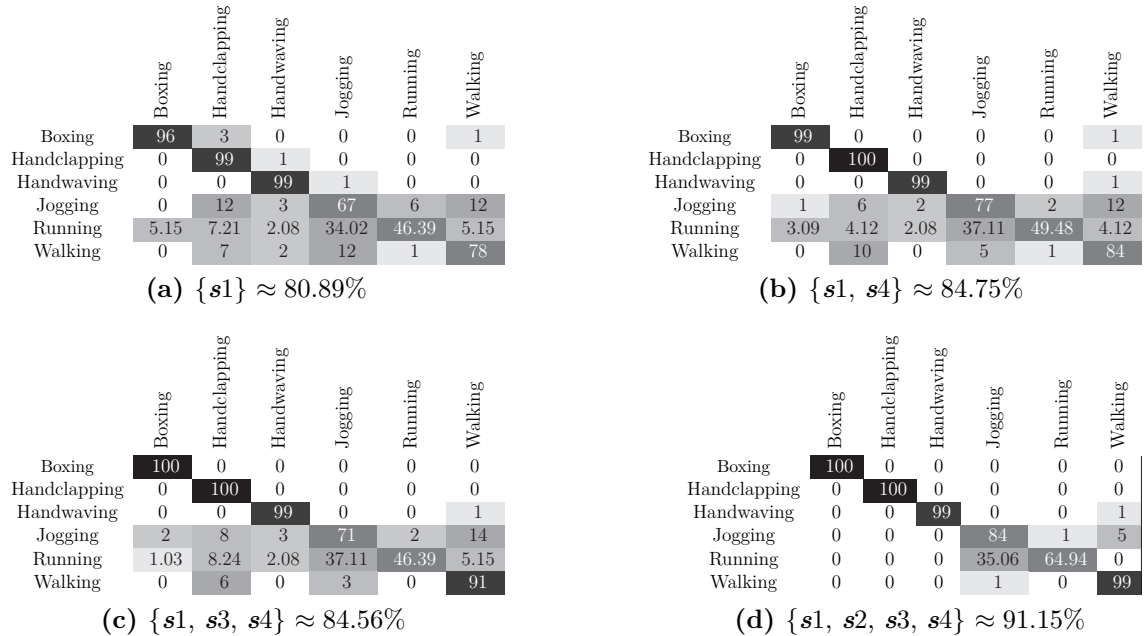 Boxing Handclapping Handwaving Jogging Running Walking
Boxing 96 3 0 0 0 1
Handclapping 0 99 1 0 0 0
Handwaving 0 0 99 1 0 0
Jogging 0 12 3 67 6 12
Running 5.15 7.21 2.08 34.02 46.39 5.15
Walking 0 7 2 12 1 78
(a) {s1} ≈ 80.89%
Boxing Handclapping Handwaving Jogging Running Walking
Boxing 99 0 0 0 0 1
Handclapping 0 100 0 0 0 0
Handwaving 0 0 99 0 0 1
Jogging 1 6 2 77 2 12
Running 3.09 4.12 2.08 37.11 49.48 4.12
Walking 0 10 0 5 1 84
(b) {s1, s4} ≈ 84.75%
Boxing Handclapping Handwaving Jogging Running Walking
Boxing 100 0 0 0 0 0
Handclapping 0 100 0 0 0 0
Handwaving 0 0 99 0 0 1
Jogging 2 8 3 71 2 14
Running 1.03 8.24 2.08 37.11 46.39 5.15
Walking 0 6 0 3 0 91
(c) {s1, s3, s4} ≈ 84.56%
Boxing Handclapping Handwaving Jogging Running Walking
Boxing 100 0 0 0 0 0
Handclapping 0 100 0 0 0 0
Handwaving 0 0 99 0 0 1
Jogging 0 0 0 84 1 5
Running 0 0 0 35.06 64.94 0
Walking 0 0 0 1 0 99
(d) {s1, s2, s3, s4} ≈ 91.15%